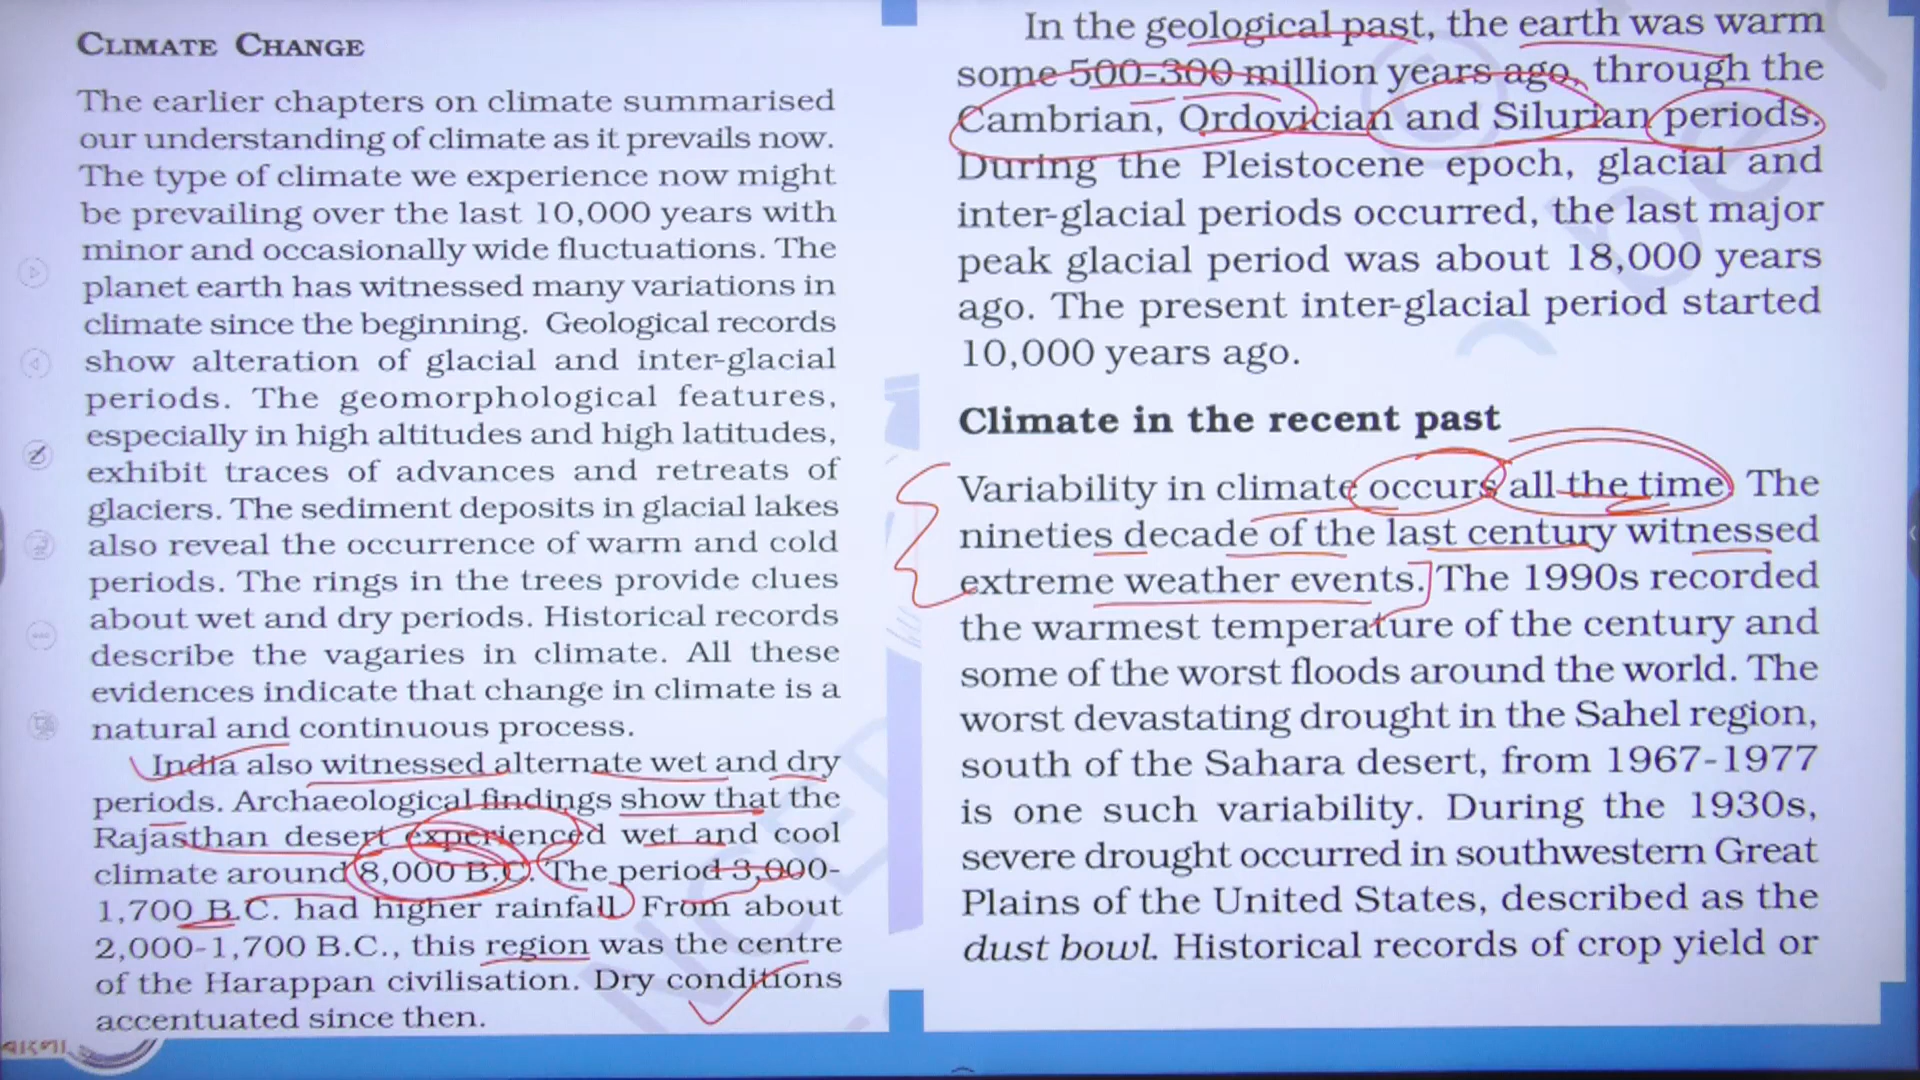 CLIMATE CHANGE
The earlier chapters on climate summarised
our understanding of climate as it prevails now.
The type of climate we experience now might
be prevailing over the last 10,000 years with
minor and occasionally wide fluctuations. The
planet earth has witnessed many variations in
climate since the beginning. Geological records
show alteration of glacial and inter-glacial
periods. The geomorphological features,
especially in high altitudes and high latitudes,
exhibit traces of advances and retreats of
glaciers. The sediment deposits in glacial lakes
also reveal the occurrence of warm and cold
periods. The rings in the trees provide clues
about wet and dry periods. Historical records
describe the vagaries in climate. All these
evidences indicate that change in climate is a
natural and continuous process.
India also witnessed alternate wet and dry
periods. Archaeological findings show that the
Rajasthan desert experienced wet and cool
climate around 8,000 B.C. The period 3,000-
1,700 B.C. had higher rainfall. From about
2,000-1,700 B.C., this region was the centre
of the Harappan civilisation. Dry conditions
accentuated since then.
In the geological past, the earth was warm
some 500-300 million years ago, through the
Cambrian, Ordovician and Silurian periods.
During the Pleistocene epoch, glacial and
inter-glacial periods occurred, the last major
peak glacial period was about 18,000 years
ago. The present inter-glacial period started
10,000 years ago.
Climate in the recent past
Variability in climate occurs all the time. The
nineties decade of the last century witnessed
extreme weather events. The 1990s recorded
the warmest temperature of the century and
some of the worst floods around the world. The
worst devastating drought in the Sahel region,
south of the Sahara desert, from 1967-1977
is one such variability. During the 1930s,
severe drought occurred in southwestern Great
Plains of the United States, described as the
dust bowl. Historical records of crop yield or